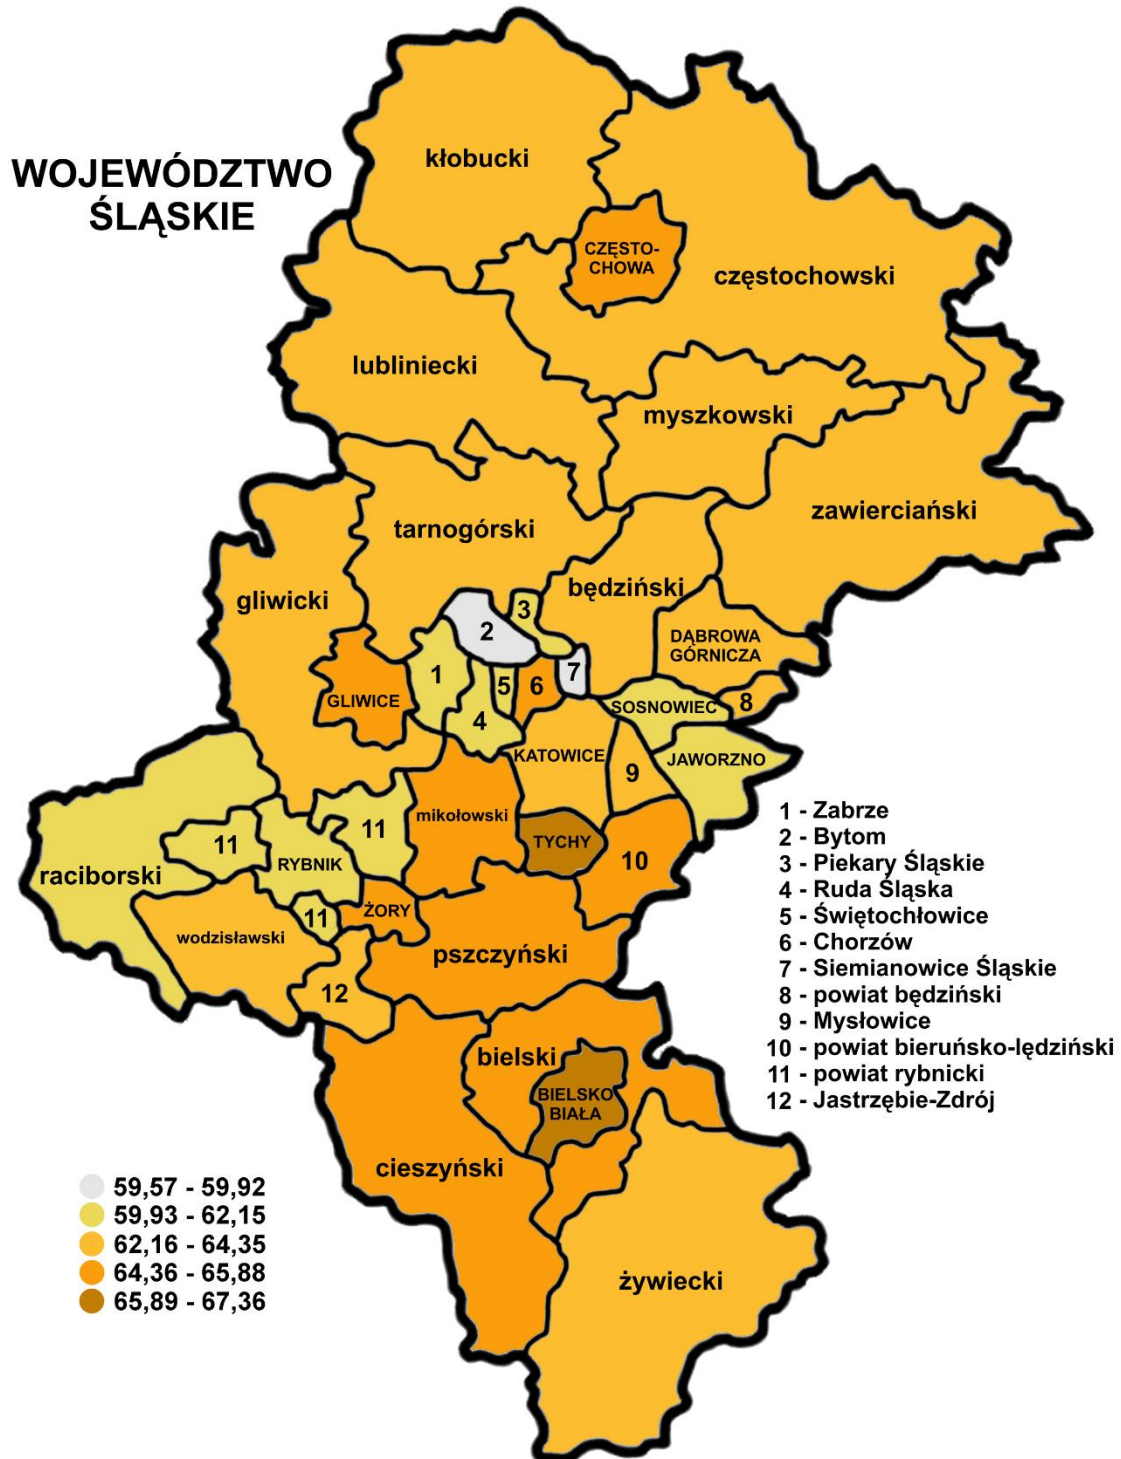 WOJEWÓDZTWO
ŚLĄSKIE
kłobucki
CZĘSTO-
CHOWA
częstochowski
lubliniecki
myszkowski
zawierciański
tarnogórski
będziński
gliwicki
3
2
DĄBROWA
GÓRNICZA
1
7
5
6
GLIWICE
8
SOSNOWIEC
4
KATOWICE
JAWORZNO
9
mikołowski
11
TYCHY
11
RYBNIK
10
raciborski
ŻORY
11
wodzisławski
pszczyński
12
bielski
BIELSKO
BIAŁA
cieszyński
żywiecki
1 - Zabrze
2 - Bytom
3 - Piekary Śląskie
4 - Ruda Śląska
5 - Świętochłowice
6 - Chorzów
7 - Siemianowice Śląskie
8 - powiat będziński
9 - Mysłowice
10 - powiat bieruńsko-lędziński
11 - powiat rybnicki
12 - Jastrzębie-Zdrój
59,57 - 59,92
59,93 - 62,15
62,16 - 64,35
64,36 - 65,88
65,89 - 67,36